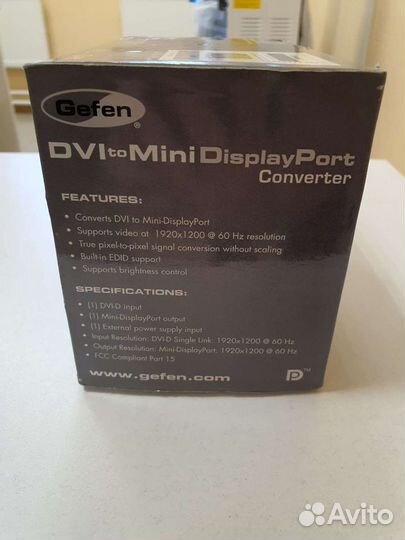 Gefen®
DVI to Mini DisplayPort
Converter
FEATURES:
• Converts DVI to Mini-DisplayPort
• Supports video at 1920x1200 @ 60 Hz resolution
• True pixel-to-pixel signal conversion without scaling
• Built-in EDID support
• Supports brightness control
SPECIFICATIONS:
• (1) DVI-D input
• (1) Mini-DisplayPort output
• (1) External power supply input
• Input Resolution: DVI-D Single Link: 1920x1200 @ 60 Hz
• Output Resolution: Mini-DisplayPort: 1920x1200 @ 60 Hz
• FCC Compliant Part 15
www.gefen.com
D P™
Avito